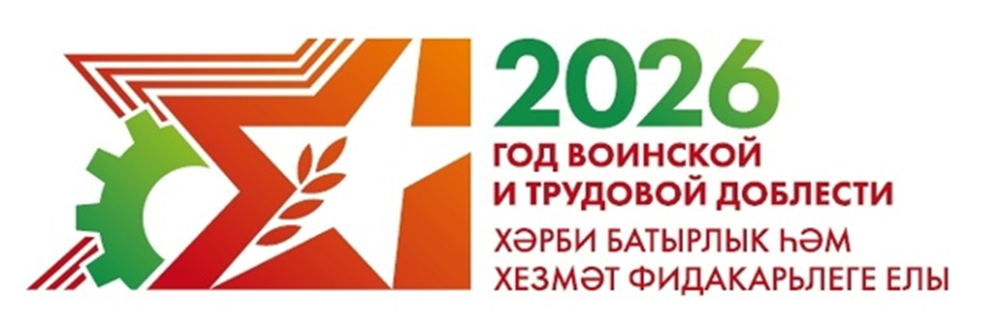 2026
ГОД ВОИНСКОЙ
И ТРУДОВОЙ ДОБЛЕСТИ
ХӘРБИ БАТЫРЛЫК ҺӘМ
ХЕЗМӘТ ФИДАКАРЬЛЕГЕ ЕЛЫ